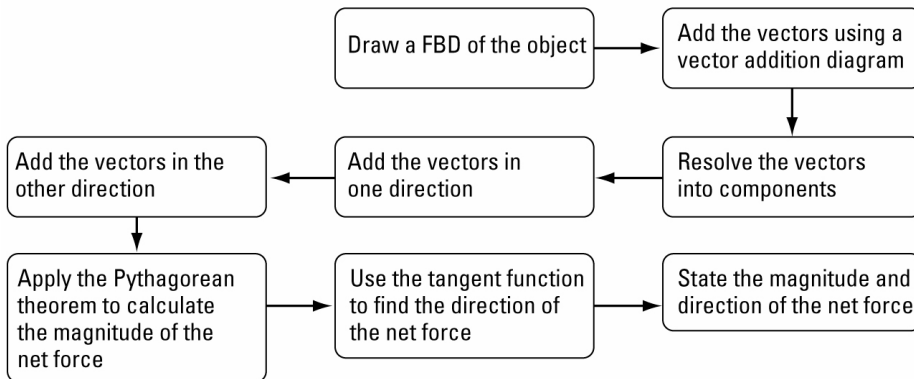 Draw a FBD of the object
Add the vectors using a
vector addition diagram
Resolve the vectors
into components
Add the vectors in
one direction
Add the vectors in the
other direction
Apply the Pythagorean
theorem to calculate
the magnitude of the
net force
Use the tangent function
to find the direction of
the net force
State the magnitude and
direction of the net force